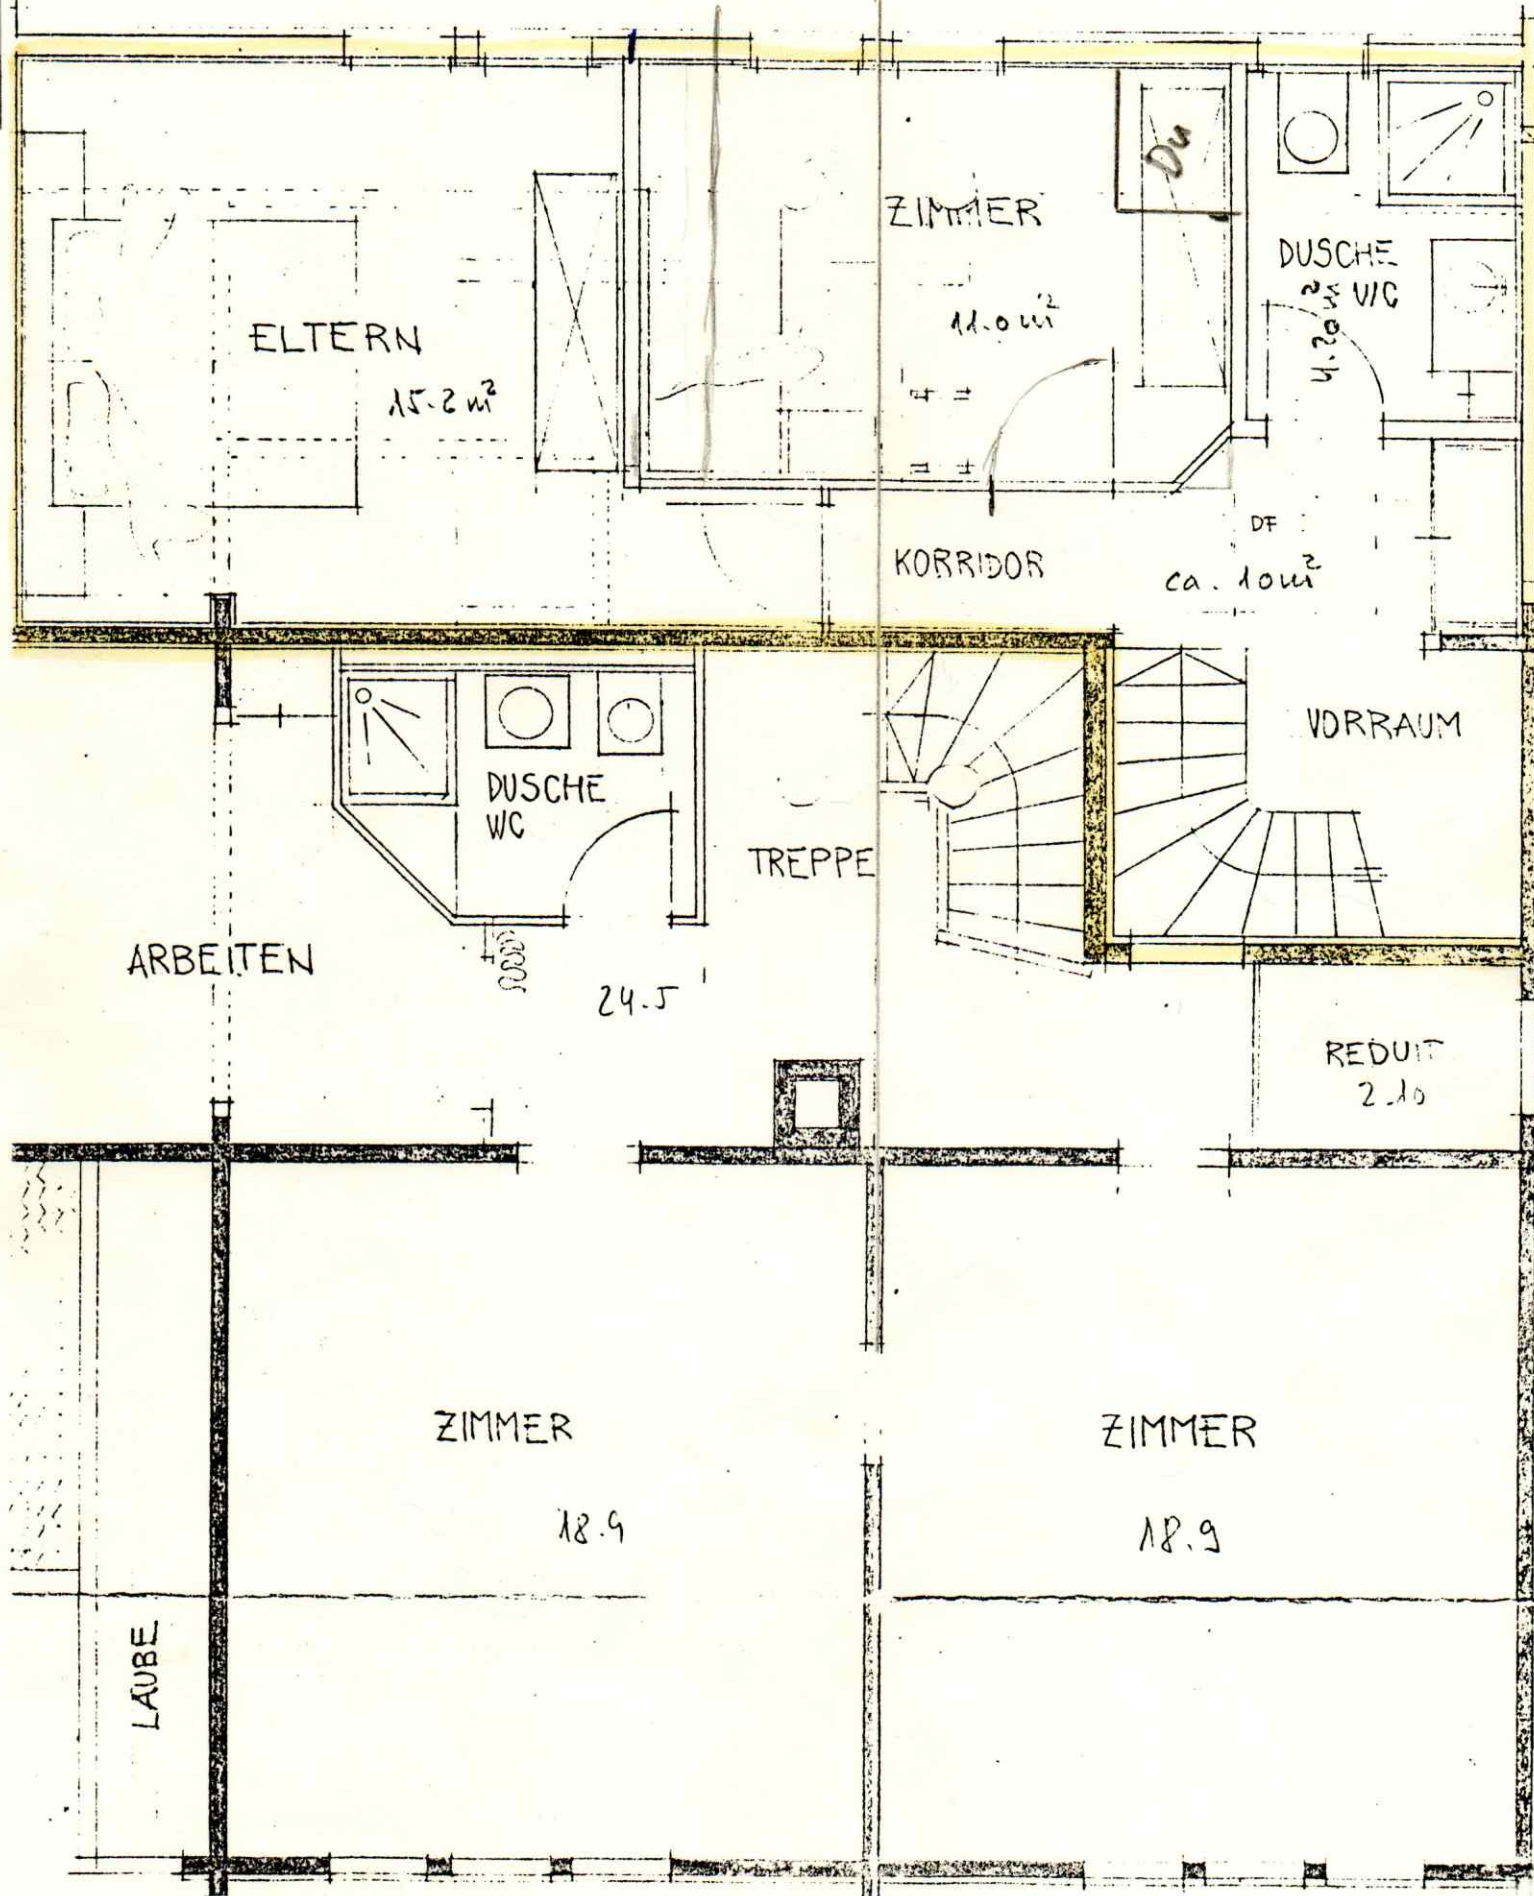 ZIMMER
11.0 m²
Du
DUSCHE
WC
4.20 m²
ELTERN
15.2 m²
KORRIDOR
DF
ca. 10 m²
VORRAUM
DUSCHE
WC
TREPPE
ARBEITEN
24.5
REDUIT
2.10
ZIMMER
18.9
ZIMMER
18.9
LAUBE